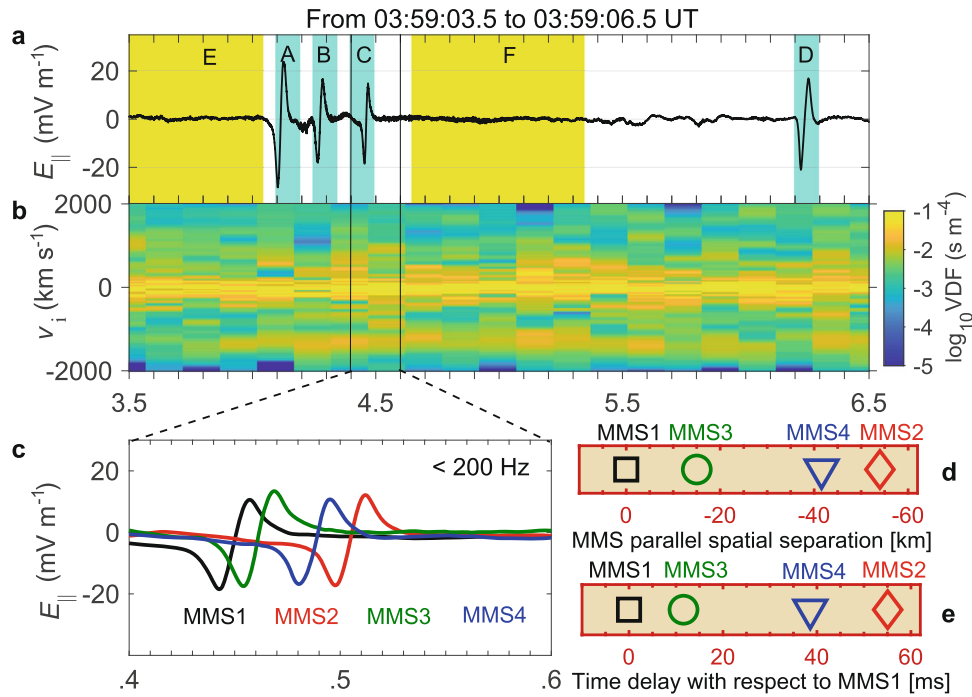 From 03:59:03.5 to 03:59:06.5 UT
a
E A B C F D
20
0
-20
E|| (mV m-1)
b
2000
0
-2000
vi (km s-1)
3.5 4.5 5.5 6.5
-1
-2
-3
-4
-5
log10VDF (s m-4)
c
< 200 Hz
20
0
-20
E|| (mV m-1)
MMS1 MMS2 MMS3 MMS4
.4 .5 .6
MMS1 MMS3 MMS4 MMS2
d
0 -20 -40 -60
MMS parallel spatial separation [km]
MMS1 MMS3 MMS4 MMS2
e
0 20 40 60
Time delay with respect to MMS1 [ms]